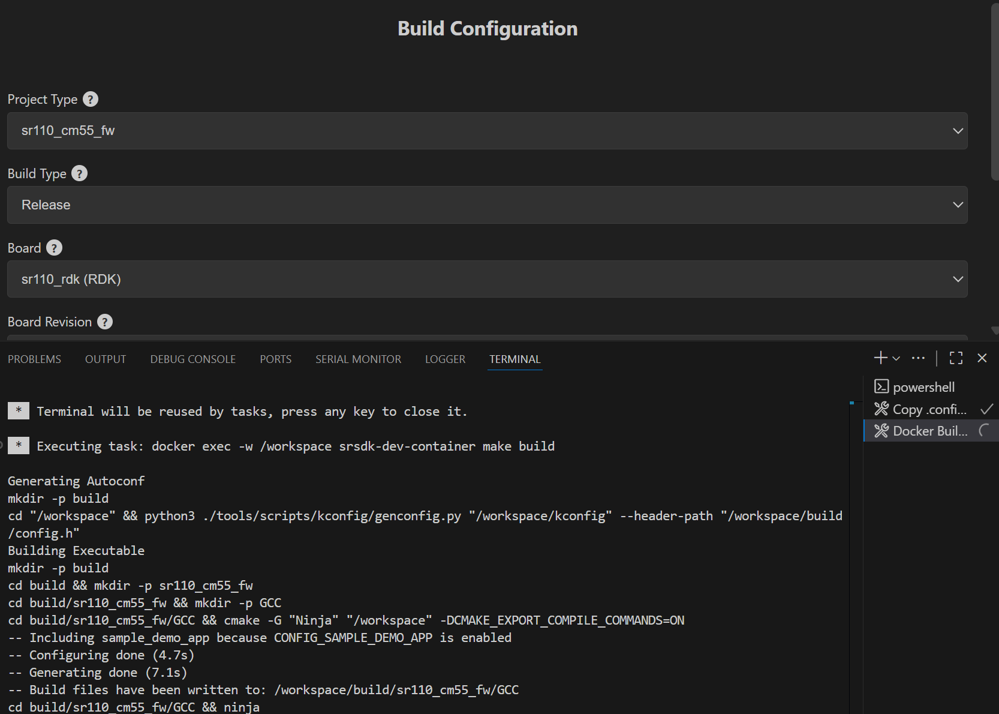 Build Configuration
Project Type ?
sr110_cm55_fw
Build Type ?
Release
Board ?
sr110_rdk (RDK)
Board Revision ?
PROBLEMS OUTPUT DEBUG CONSOLE PORTS SERIAL MONITOR LOGGER TERMINAL
powershell
Copy .confi...
Docker Buil...
* Terminal will be reused by tasks, press any key to close it.
* Executing task: docker exec -w /workspace srsdk-dev-container make build
Generating Autoconf
mkdir -p build
cd "/workspace" && python3 ./tools/scripts/kconfig/genconfig.py "/workspace/kconfig" --header-path "/workspace/build
/config.h"
Building Executable
mkdir -p build
cd build && mkdir -p sr110_cm55_fw
cd build/sr110_cm55_fw && mkdir -p GCC
cd build/sr110_cm55_fw/GCC && cmake -G "Ninja" "/workspace" -DCMAKE_EXPORT_COMPILE_COMMANDS=ON
-- Including sample_demo_app because CONFIG_SAMPLE_DEMO_APP is enabled
-- Configuring done (4.7s)
-- Generating done (7.1s)
-- Build files have been written to: /workspace/build/sr110_cm55_fw/GCC
cd build/sr110_cm55_fw/GCC && ninja